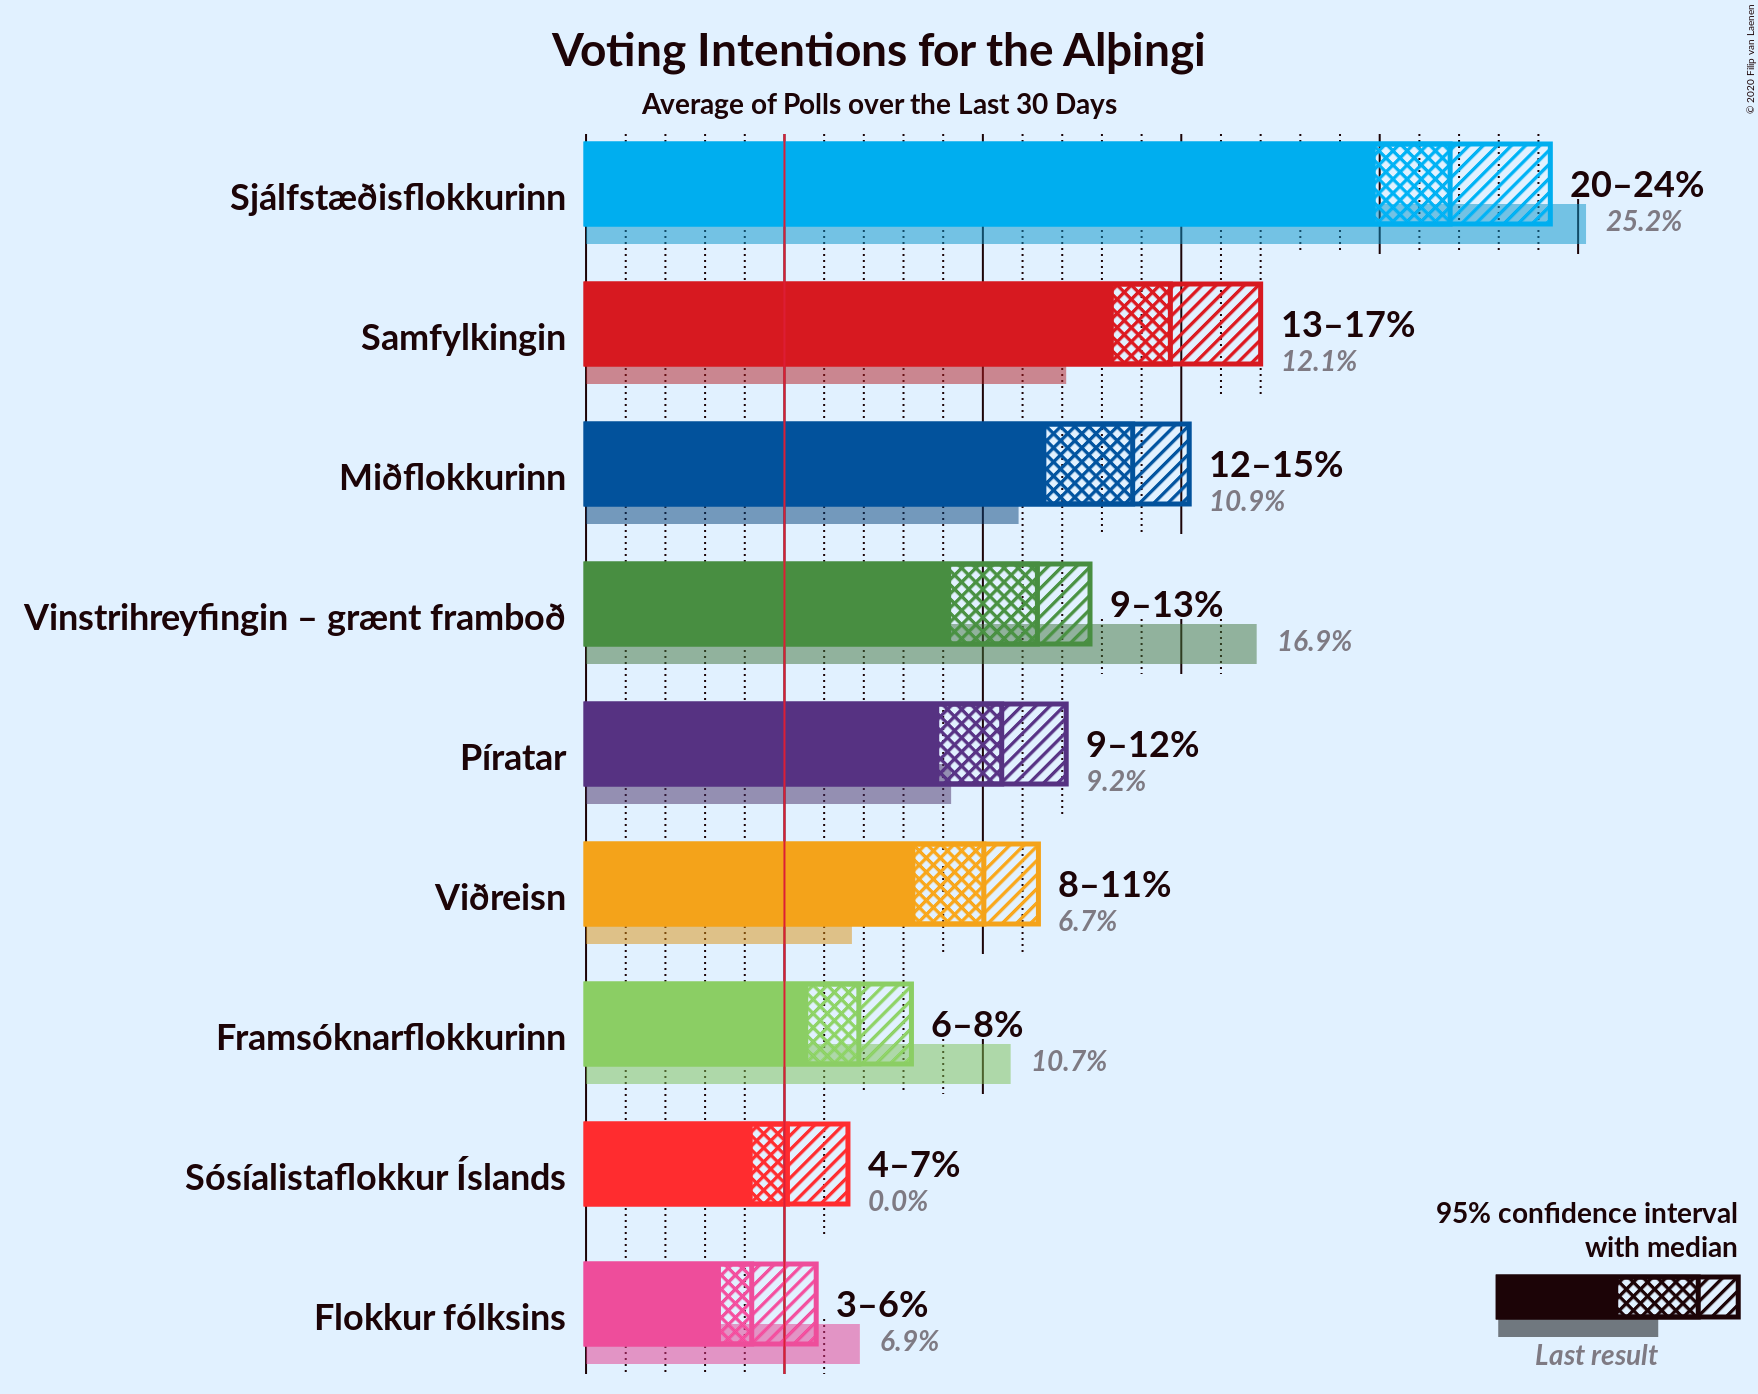 Voting Intentions for the Alþingi
Average of Polls over the Last 30 Days
© 2020 Filip van Laenen
Sjálfstæðisflokkurinn
20–24%
25.2%
Samfylkingin
13–17%
12.1%
Miðflokkurinn
12–15%
10.9%
Vinstrihreyfingin – grænt framboð
9–13%
16.9%
Píratar
9–12%
9.2%
Viðreisn
8–11%
6.7%
Framsóknarflokkurinn
6–8%
10.7%
Sósíalistaflokkur Íslands
4–7%
0.0%
Flokkur fólksins
3–6%
6.9%
95% confidence interval
with median
Last result